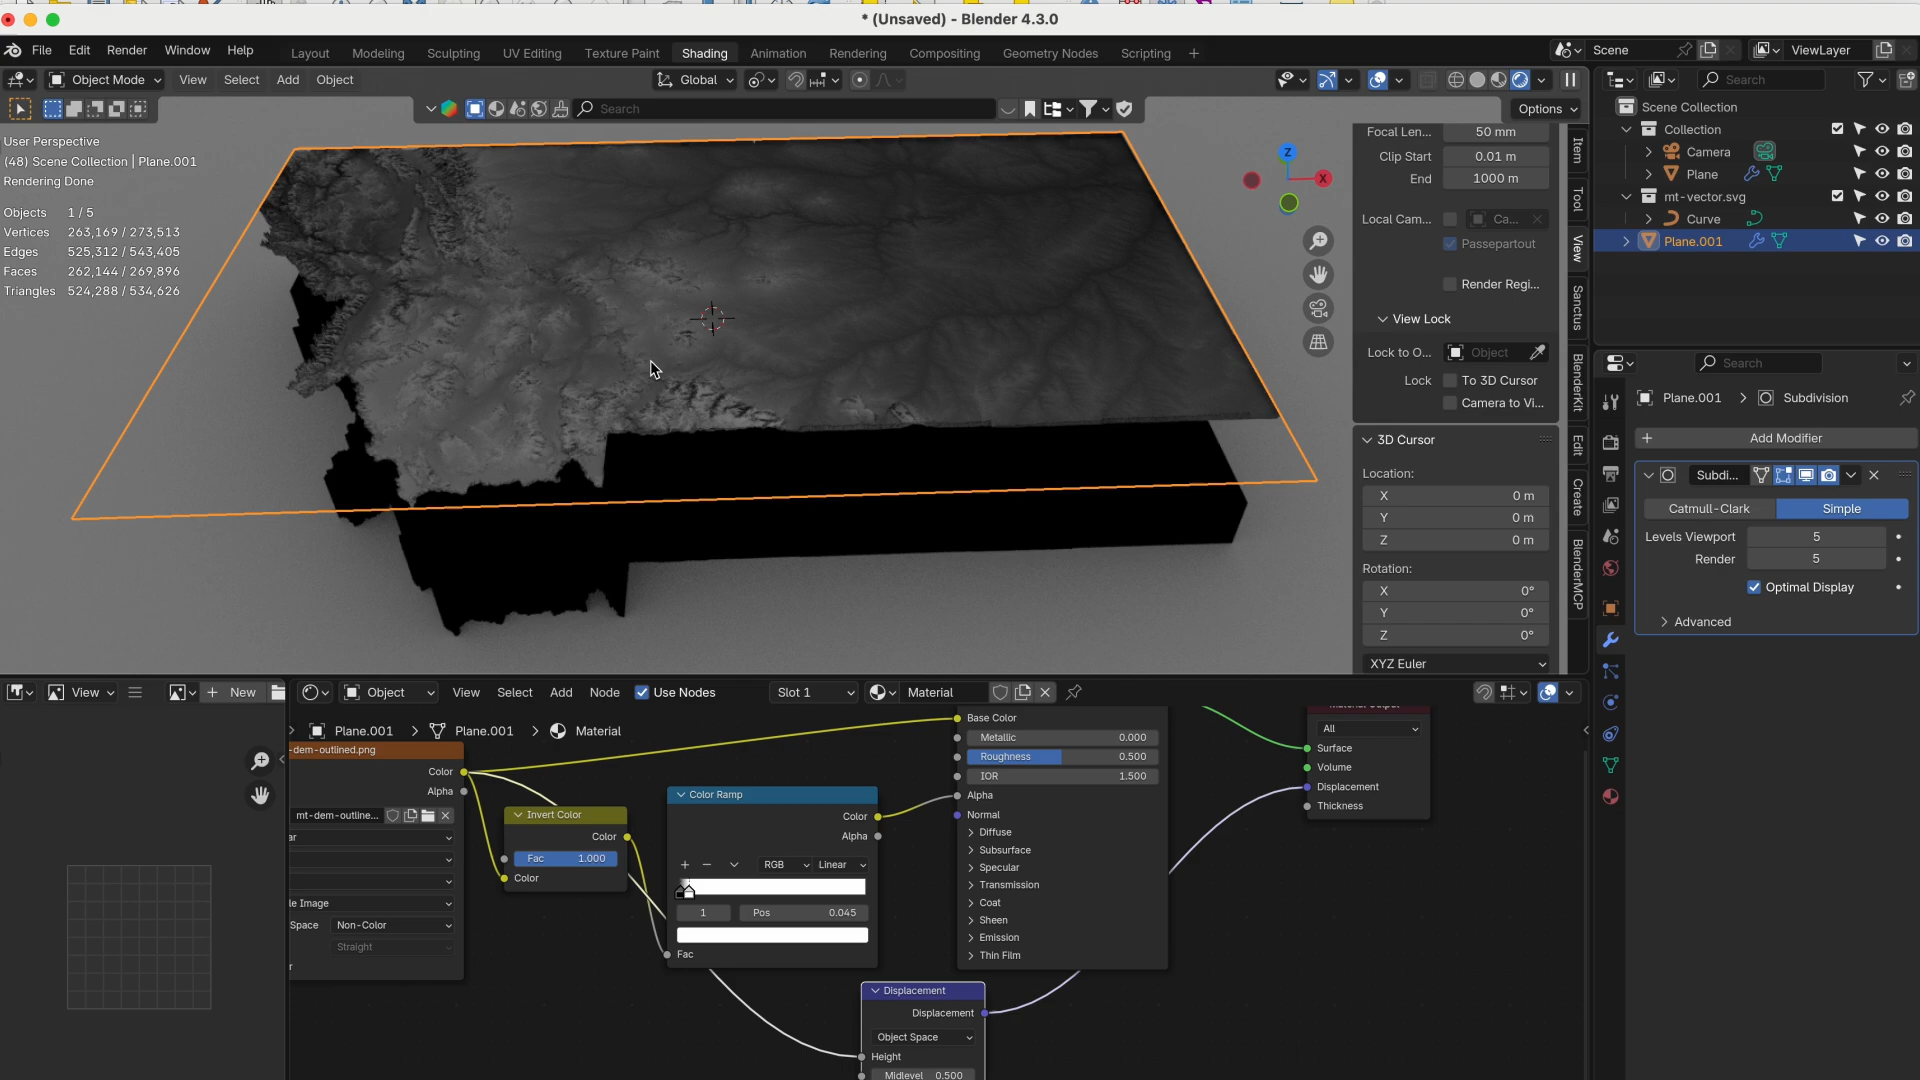 * (Unsaved) - Blender 4.3.0
File Edit Render Window Help
Layout Modeling Sculpting UV Editing Texture Paint Shading Animation Rendering Compositing Geometry Nodes Scripting +
Scene
ViewLayer
Object Mode View Select Add Object
Global
Search
Search
Options
User Perspective
(48) Scene Collection | Plane.001
Rendering Done
Objects 1 / 5
Vertices 263,169 / 273,513
Edges 525,312 / 543,405
Faces 262,144 / 269,896
Triangles 524,288 / 534,626
Z
X
Focal Len... 50 mm
Clip Start 0.01 m
End 1000 m
Local Cam... Ca...
Passepartout
Render Regi...
View Lock
Lock to O... Object
Lock To 3D Cursor
Camera to Vi...
3D Cursor
Location:
X 0 m
Y 0 m
Z 0 m
Rotation:
X 0°
Y 0°
Z 0°
XYZ Euler
Item
Tool
View
Sanctus
BlenderKit
Edit
Create
BlenderMCP
Scene Collection
Collection
Camera
Plane
mt-vector.svg
Curve
Plane.001
Search
Plane.001 > Subdivision
+ Add Modifier
Subdi...
Catmull-Clark Simple
Levels Viewport 5
Render 5
Optimal Display
Advanced
View
+ New
Object View Select Add Node Use Nodes Slot 1 Material
Plane.001 > Plane.001 > Material
-dem-outlined.png
Color
Alpha
mt-dem-outline...
ar
le Image
Space Non-Color
Straight
r
Invert Color
Color
Fac 1.000
Color
Color Ramp
Color
Alpha
+ − RGB Linear
1 Pos 0.045
Fac
Base Color
Metallic 0.000
Roughness 0.500
IOR 1.500
Alpha
Normal
Diffuse
Subsurface
Specular
Transmission
Coat
Sheen
Emission
Thin Film
All
Surface
Volume
Displacement
Thickness
Displacement
Displacement
Object Space
Height
Midlevel 0.500